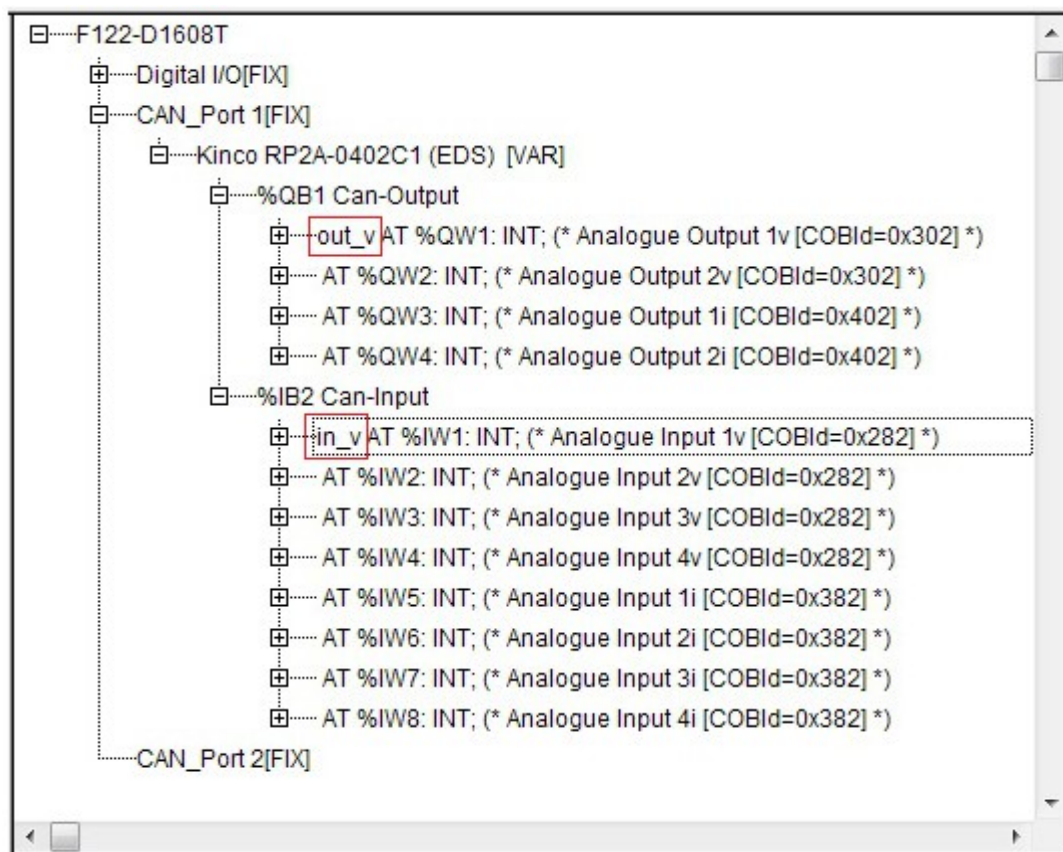 F122-D1608T
Digital I/O[FIX]
CAN_Port 1[FIX]
Kinco RP2A-0402C1 (EDS) [VAR]
%QB1 Can-Output
out_v AT %QW1: INT; (* Analogue Output 1v [COBId=0x302] *)
AT %QW2: INT; (* Analogue Output 2v [COBId=0x302] *)
AT %QW3: INT; (* Analogue Output 1i [COBId=0x402] *)
AT %QW4: INT; (* Analogue Output 2i [COBId=0x402] *)
%IB2 Can-Input
in_v AT %IW1: INT; (* Analogue Input 1v [COBId=0x282] *)
AT %IW2: INT; (* Analogue Input 2v [COBId=0x282] *)
AT %IW3: INT; (* Analogue Input 3v [COBId=0x282] *)
AT %IW4: INT; (* Analogue Input 4v [COBId=0x282] *)
AT %IW5: INT; (* Analogue Input 1i [COBId=0x382] *)
AT %IW6: INT; (* Analogue Input 2i [COBId=0x382] *)
AT %IW7: INT; (* Analogue Input 3i [COBId=0x382] *)
AT %IW8: INT; (* Analogue Input 4i [COBId=0x382] *)
CAN_Port 2[FIX]